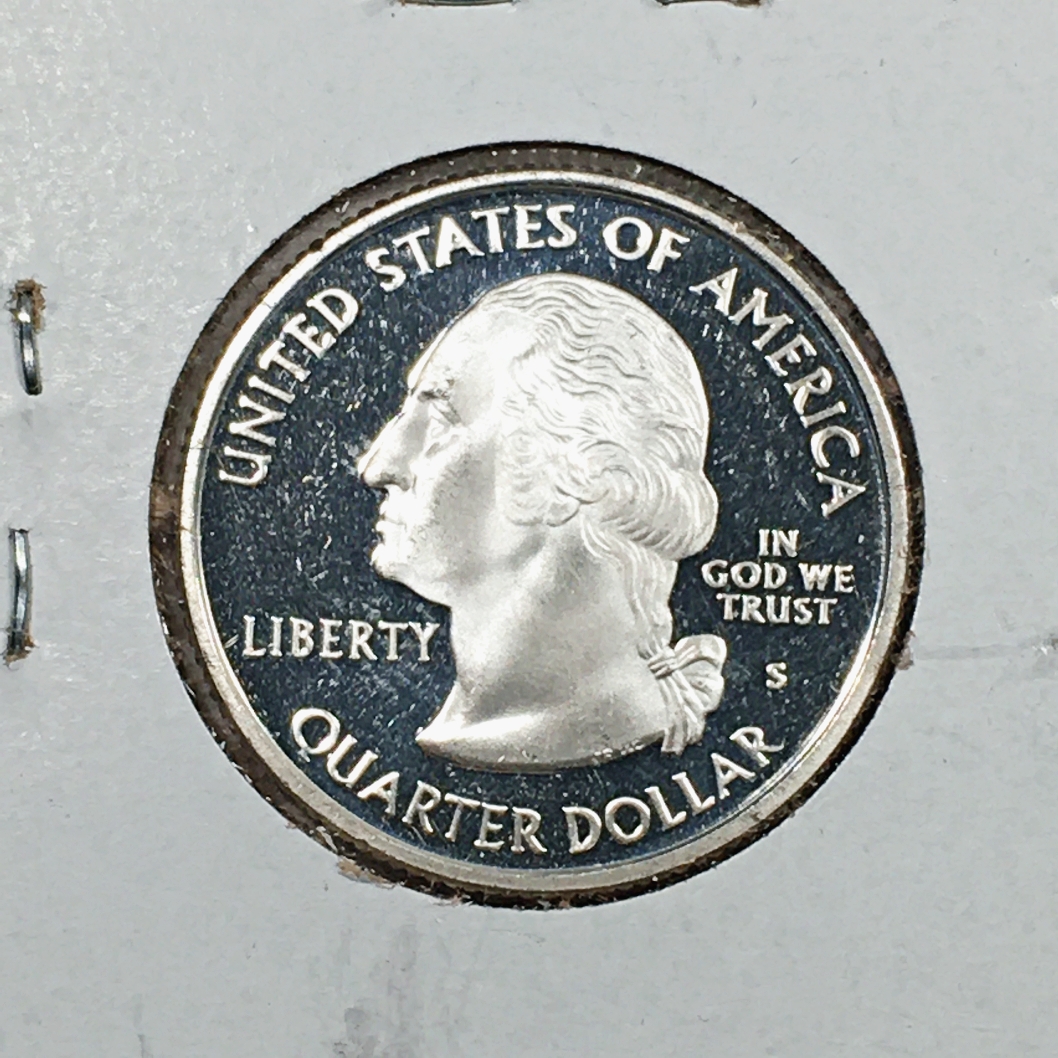 UNITED STATES OF AMERICA
LIBERTY
IN
GOD WE
TRUST
S
QUARTER DOLLAR